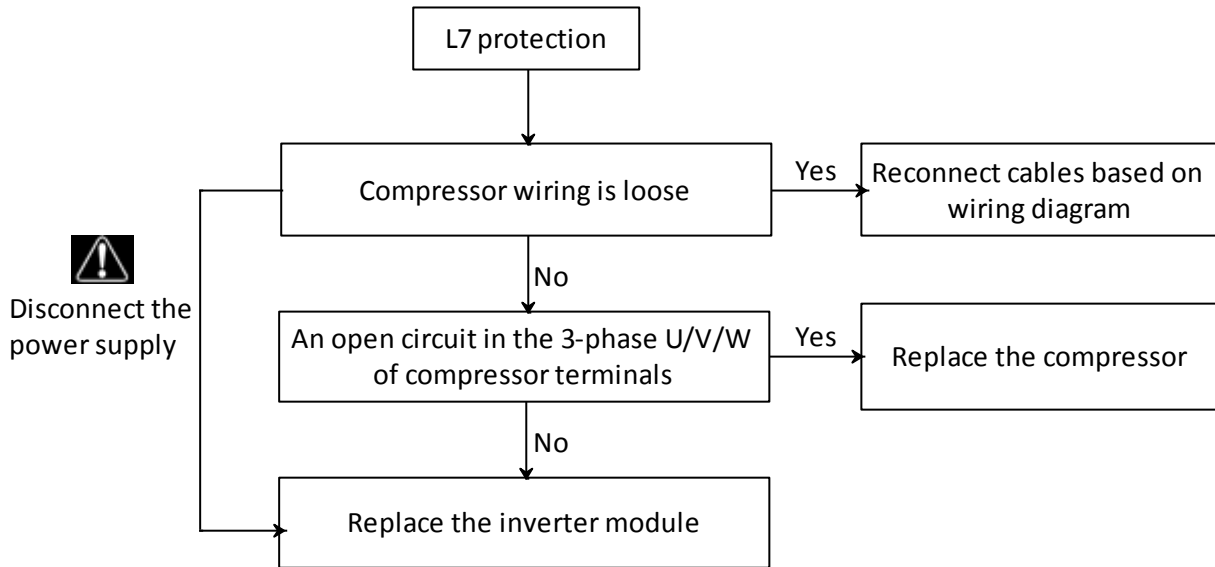 L7 protection
Compressor wiring is loose
Yes
Reconnect cables based on
wiring diagram
No
Disconnect the
power supply
An open circuit in the 3-phase U/V/W
of compressor terminals
Yes
Replace the compressor
No
Replace the inverter module